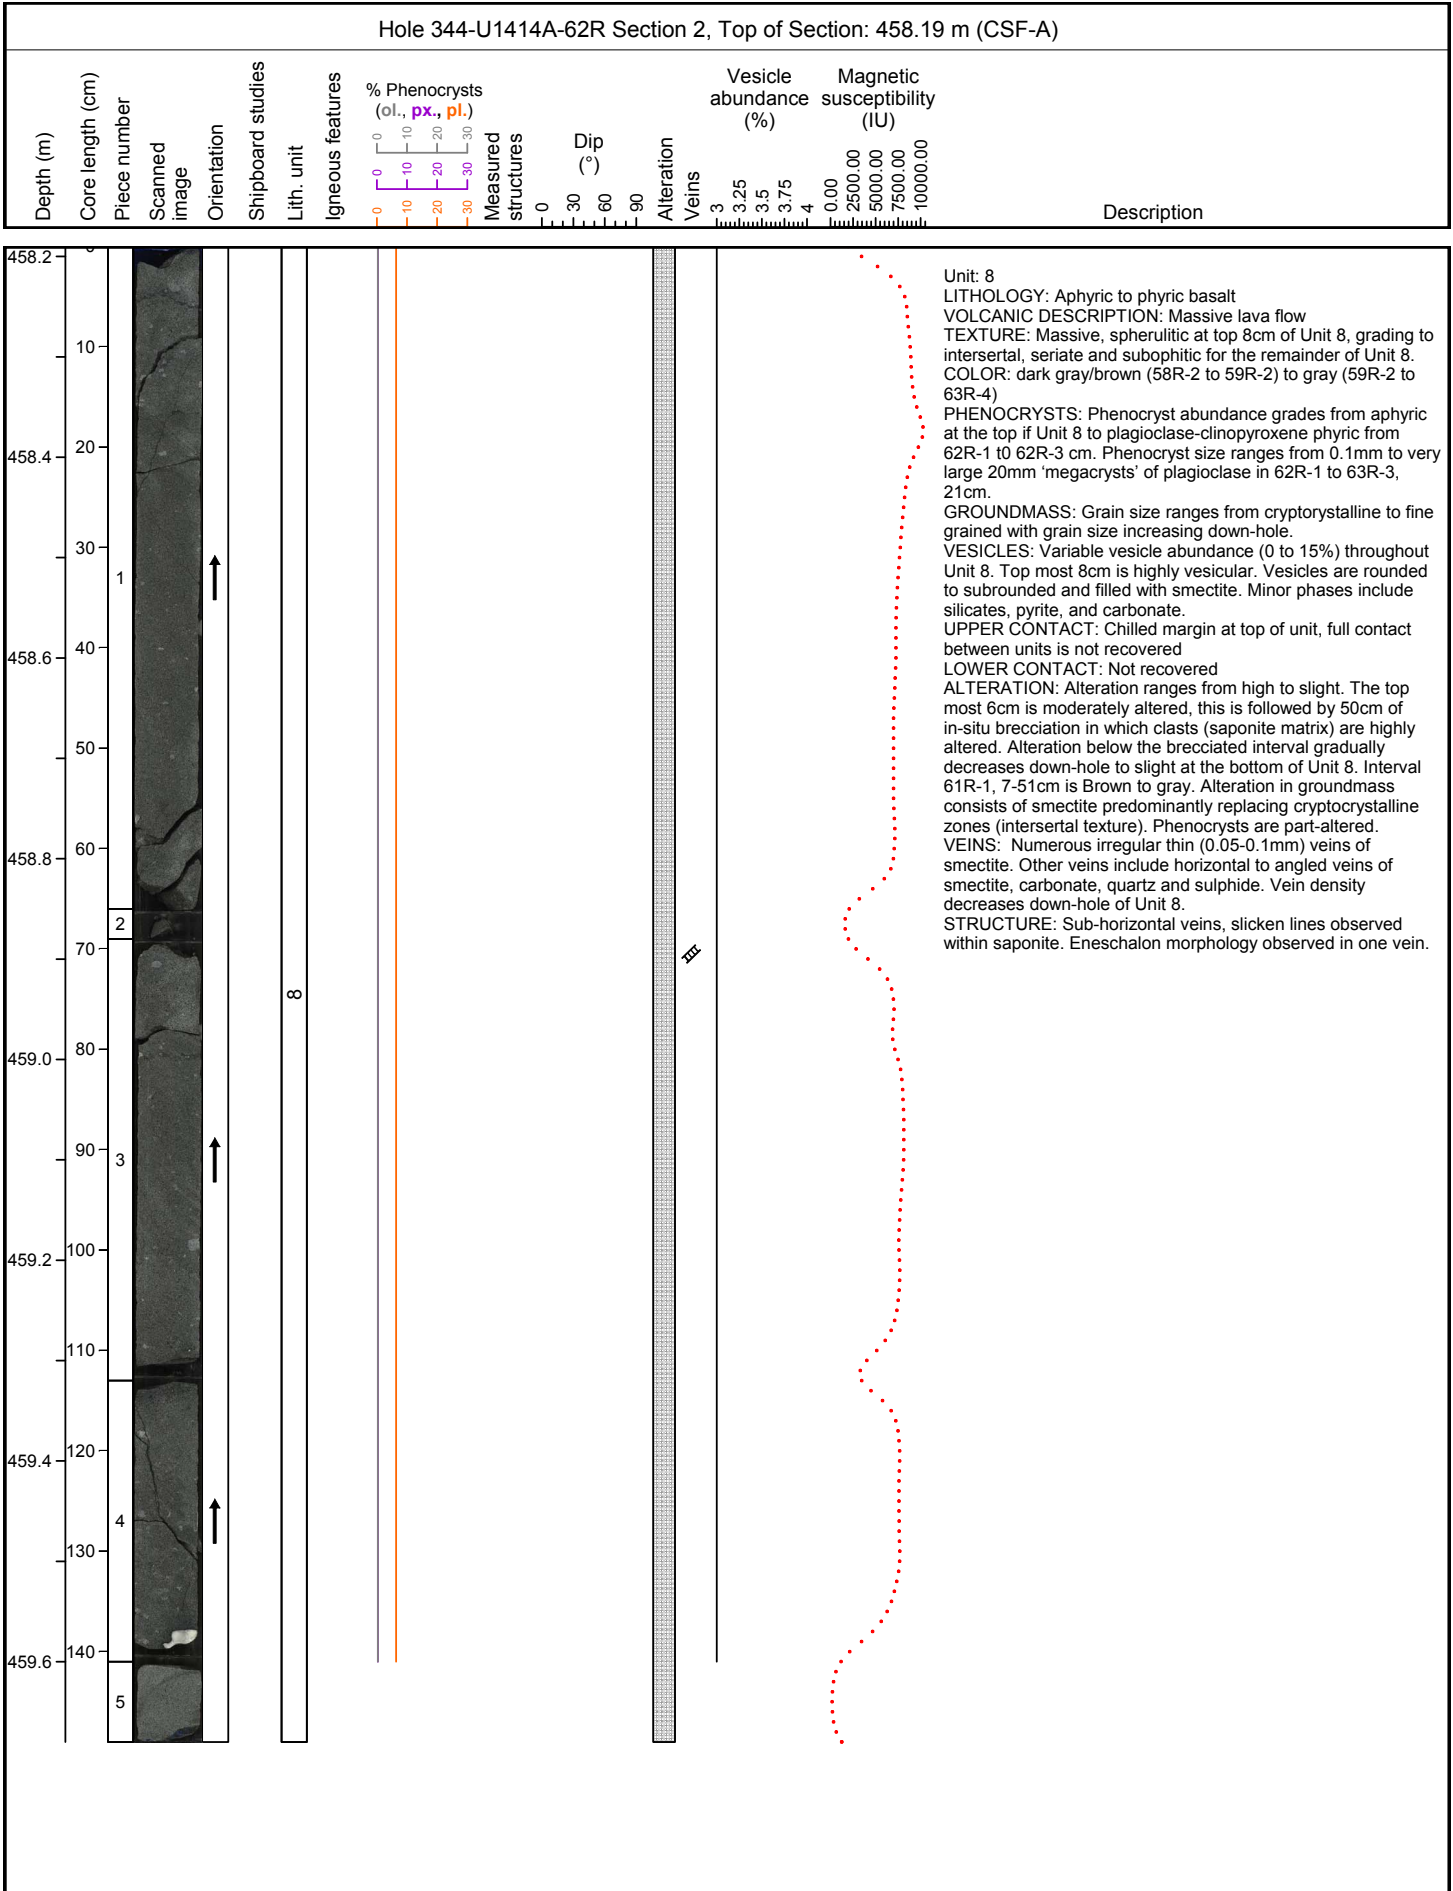 Hole 344-U1414A-62R Section 2, Top of Section: 458.19 m (CSF-A)
Depth (m)
Core length (cm)
Piece number
Scanned image
Orientation
Shipboard studies
Lith. unit
Igneous features
% Phenocrysts
(ol., px., pl.)
0 10 20 30
0 10 20 30
0 10 20 30
Measured structures
Dip
(°)
0 30 60 90
Alteration
Veins
Vesicle
abundance
(%)
3 3.25 3.5 3.75 4
Magnetic
susceptibility
(IU)
0.00 2500.00 5000.00 7500.00 10000.00
Description
458.2
458.4
458.6
458.8
459.0
459.2
459.4
459.6
10
20
30
40
50
60
70
80
90
100
110
120
130
140
1
2
3
4
5
8
Unit: 8
LITHOLOGY: Aphyric to phyric basalt
VOLCANIC DESCRIPTION: Massive lava flow
TEXTURE: Massive, spherulitic at top 8cm of Unit 8, grading to
intersertal, seriate and subophitic for the remainder of Unit 8.
COLOR: dark gray/brown (58R-2 to 59R-2) to gray (59R-2 to
63R-4)
PHENOCRYSTS: Phenocryst abundance grades from aphyric
at the top if Unit 8 to plagioclase-clinopyroxene phyric from
62R-1 t0 62R-3 cm. Phenocryst size ranges from 0.1mm to very
large 20mm ‘megacrysts’ of plagioclase in 62R-1 to 63R-3,
21cm.
GROUNDMASS: Grain size ranges from cryptorystalline to fine
grained with grain size increasing down-hole.
VESICLES: Variable vesicle abundance (0 to 15%) throughout
Unit 8. Top most 8cm is highly vesicular. Vesicles are rounded
to subrounded and filled with smectite. Minor phases include
silicates, pyrite, and carbonate.
UPPER CONTACT: Chilled margin at top of unit, full contact
between units is not recovered
LOWER CONTACT: Not recovered
ALTERATION: Alteration ranges from high to slight. The top
most 6cm is moderately altered, this is followed by 50cm of
in-situ brecciation in which clasts (saponite matrix) are highly
altered. Alteration below the brecciated interval gradually
decreases down-hole to slight at the bottom of Unit 8. Interval
61R-1, 7-51cm is Brown to gray. Alteration in groundmass
consists of smectite predominantly replacing cryptocrystalline
zones (intersertal texture). Phenocrysts are part-altered.
VEINS: Numerous irregular thin (0.05-0.1mm) veins of
smectite. Other veins include horizontal to angled veins of
smectite, carbonate, quartz and sulphide. Vein density
decreases down-hole of Unit 8.
STRUCTURE: Sub-horizontal veins, slicken lines observed
within saponite. Eneschalon morphology observed in one vein.